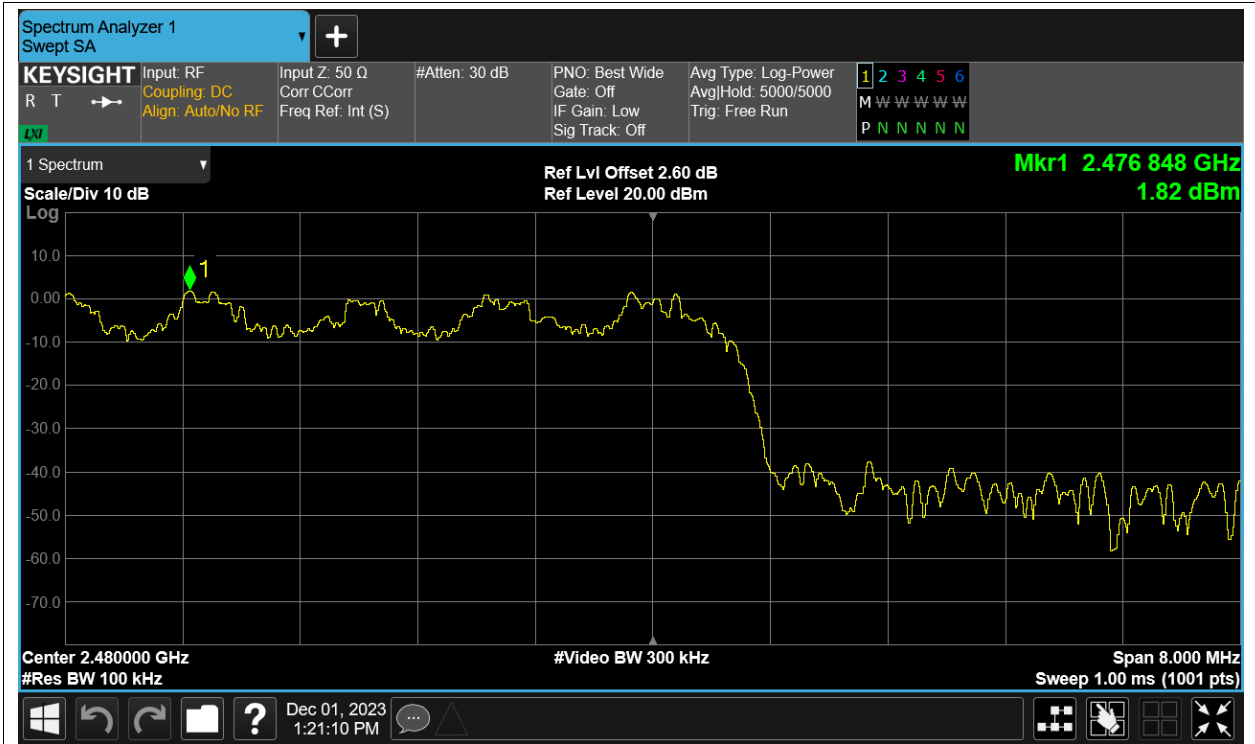 Spectrum Analyzer 1
Swept SA
KEYSIGHT
R T
LXI
Input: RF
Coupling: DC
Align: Auto/No RF
Input Z: 50 Ω
Corr CCorr
Freq Ref: Int (S)
#Atten: 30 dB
PNO: Best Wide
Gate: Off
IF Gain: Low
Sig Track: Off
Avg Type: Log-Power
Avg|Hold: 5000/5000
Trig: Free Run
1 2 3 4 5 6
M W W W W W
P N N N N N
1 Spectrum
Scale/Div 10 dB
Log
Ref Lvl Offset 2.60 dB
Ref Level 20.00 dBm
Mkr1 2.476 848 GHz
1.82 dBm
10.0
1
0.00
-10.0
-20.0
-30.0
-40.0
-50.0
-60.0
-70.0
Center 2.480000 GHz
#Res BW 100 kHz
#Video BW 300 kHz
Span 8.000 MHz
Sweep 1.00 ms (1001 pts)
?
Dec 01, 2023
1:21:10 PM